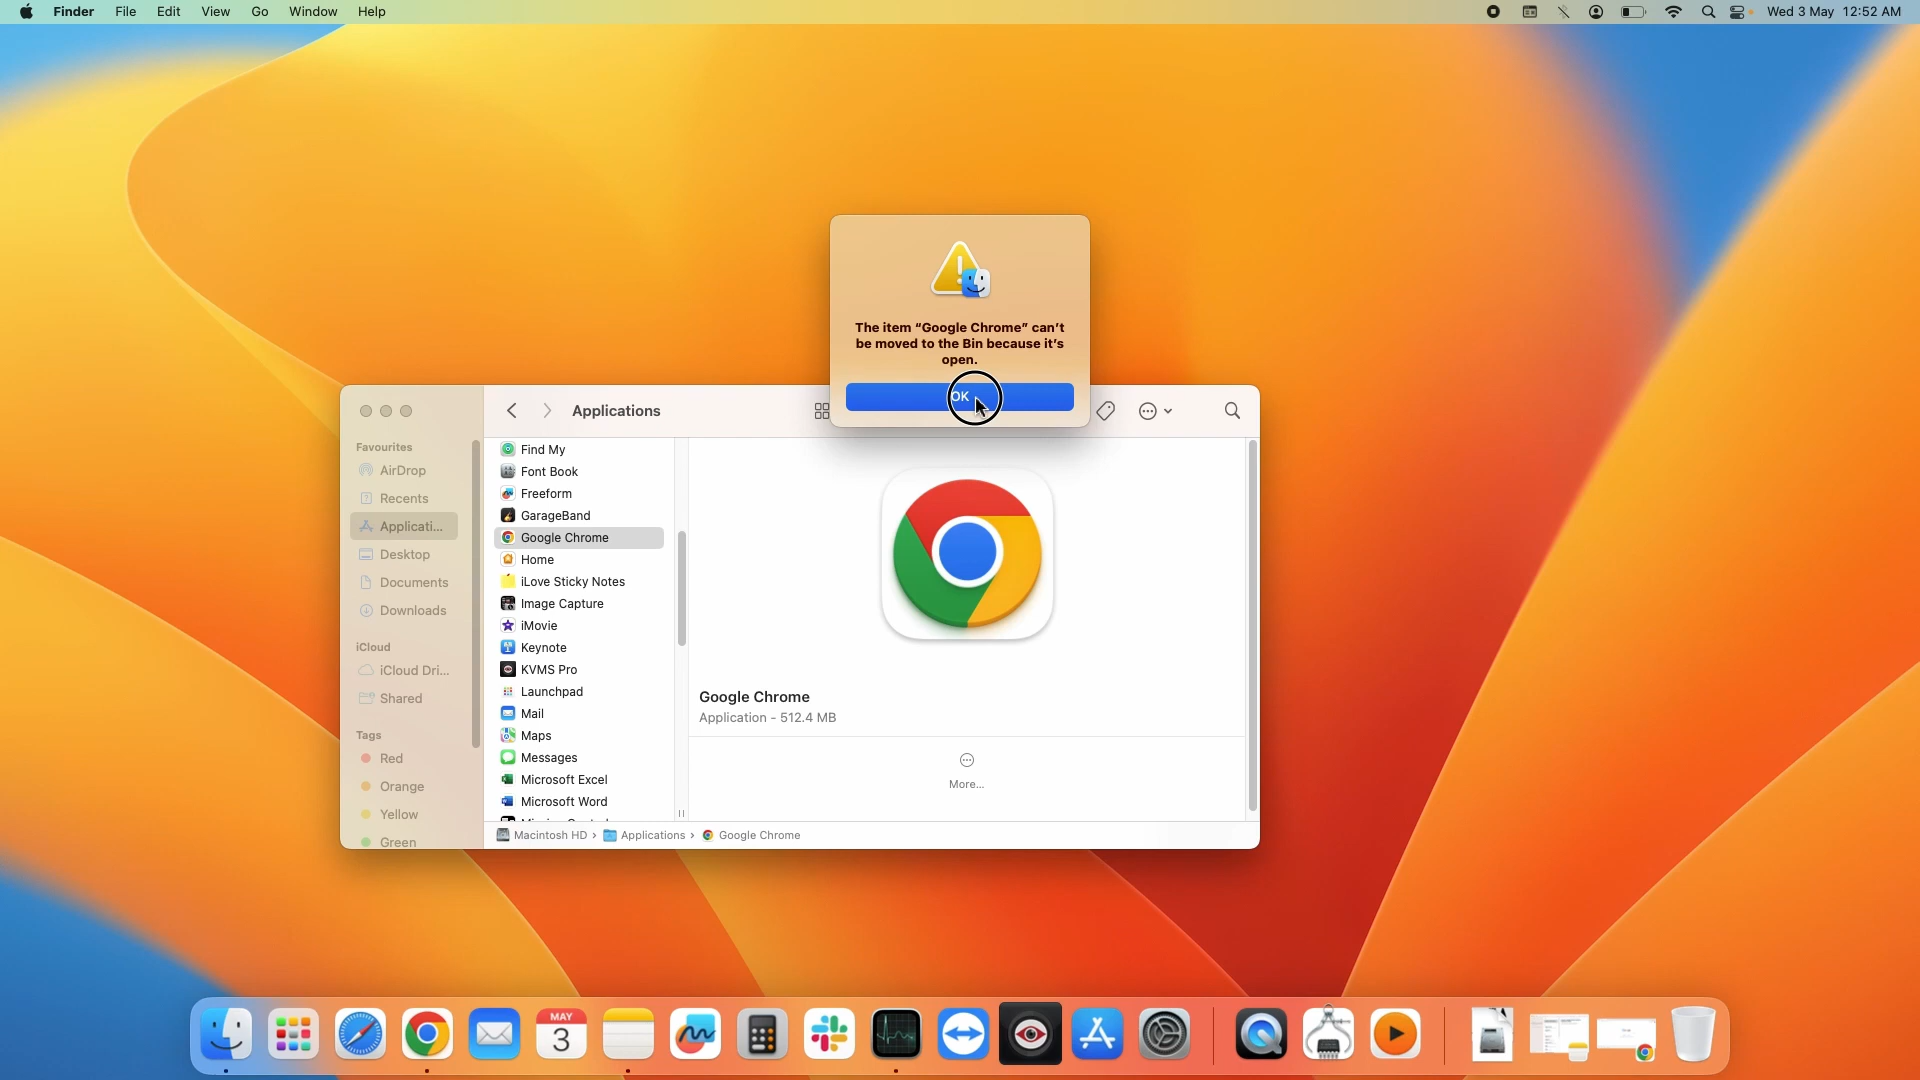 Finder File Edit View Go Window Help
Wed 3 May 12:52 AM
The item “Google Chrome” can’t
be moved to the Bin because it’s
open.
OK
Applications
Favourites
AirDrop
Recents
Applicati...
Desktop
Documents
Downloads
iCloud
iCloud Dri...
Shared
Tags
Red
Orange
Yellow
Green
Find My
Font Book
Freeform
GarageBand
Google Chrome
Home
iLove Sticky Notes
Image Capture
iMovie
Keynote
KVMS Pro
Launchpad
Mail
Maps
Messages
Microsoft Excel
Microsoft Word
Google Chrome
Application - 512.4 MB
More...
Macintosh HD › Applications › Google Chrome
MAY
3